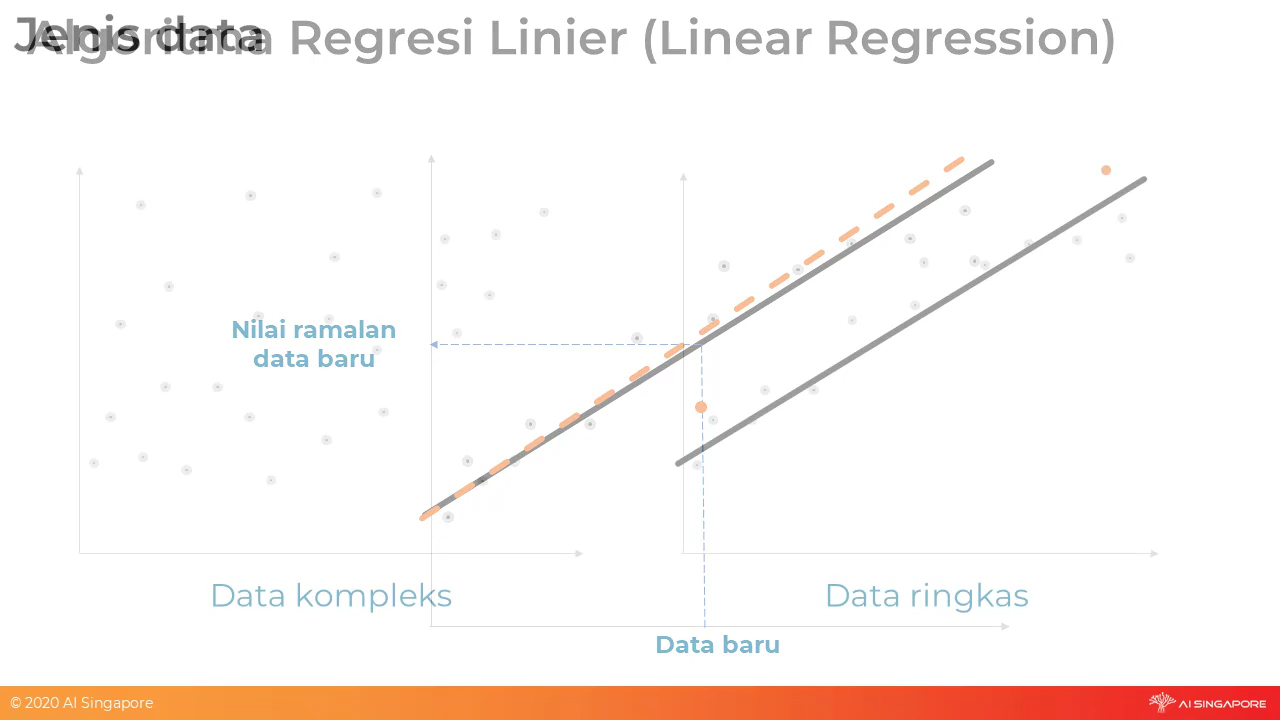 Jenis data
Algoritma Regresi Linier (Linear Regression)
Nilai ramalan
data baru
Data kompleks
Data ringkas
Data baru
© 2020 AI Singapore
AI SINGAPORE